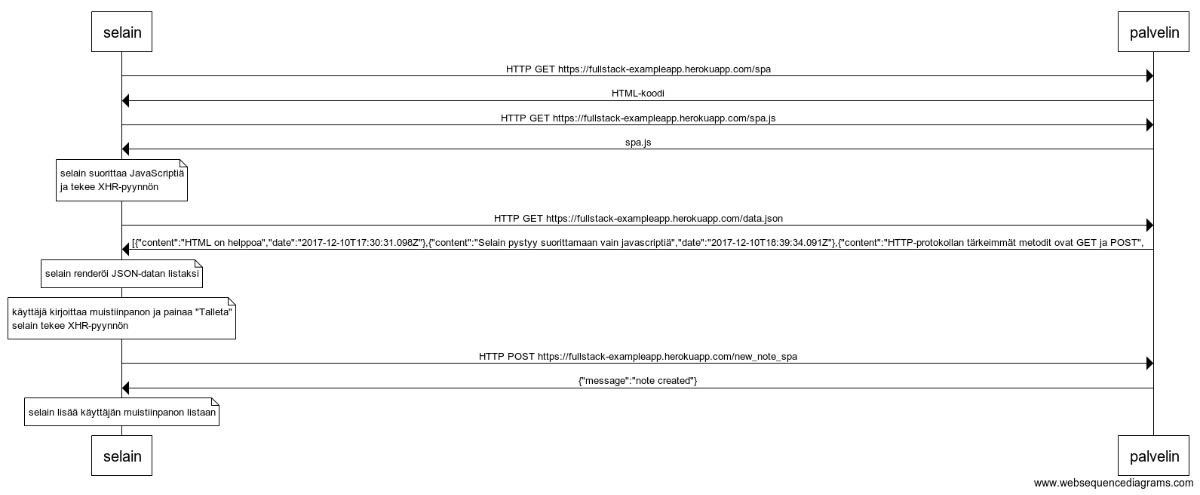 selain
palvelin
HTTP GET https://fullstack-exampleapp.herokuapp.com/spa
HTML-koodi
HTTP GET https://fullstack-exampleapp.herokuapp.com/spa.js
spa.js
selain suorittaa JavaScriptiä
ja tekee XHR-pyynnön
HTTP GET https://fullstack-exampleapp.herokuapp.com/data.json
[{"content":"HTML on helppoa","date":"2017-12-10T17:30:31.098Z"},{"content":"Selain pystyy suorittamaan vain javascriptiä","date":"2017-12-10T18:39:34.091Z"},{"content":"HTTP-protokollan tärkeimmät metodit ovat GET ja POST",
selain renderöi JSON-datan listaksi
käyttäjä kirjoittaa muistiinpanon ja painaa "Talleta"
selain tekee XHR-pyynnön
HTTP POST https://fullstack-exampleapp.herokuapp.com/new_note_spa
{"message":"note created"}
selain lisää käyttäjän muistiinpanon listaan
selain
palvelin
www.websequencediagrams.com